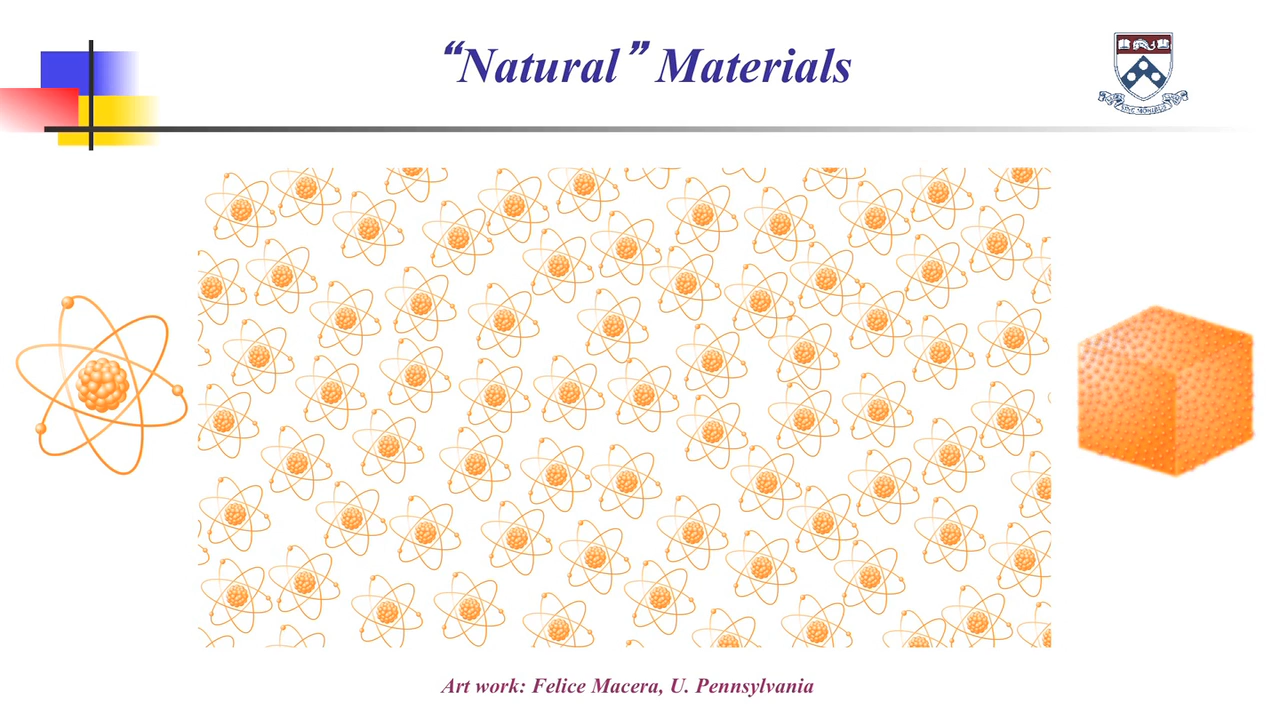 “Natural” Materials
Art work: Felice Macera, U. Pennsylvania